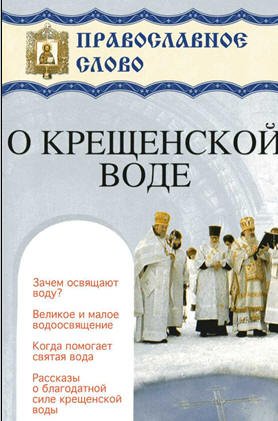 ПРАВОСЛАВНОЕ
СЛОВО
О КРЕЩЕНСКОЙ
ВОДЕ
Зачем освящают
воду?
Великое и малое
водоосвящение
Когда помогает
святая вода
Рассказы
о благодатной
силе крещенской
воды